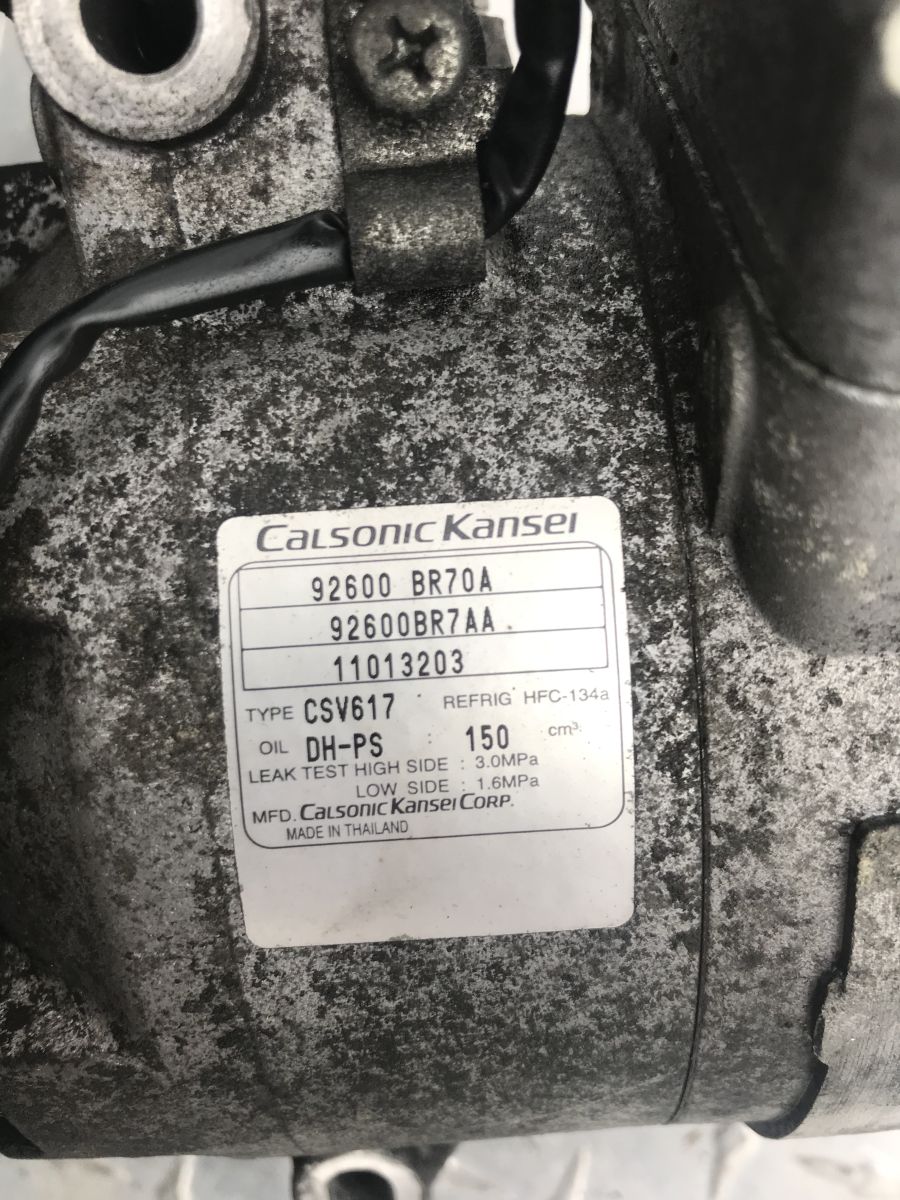 Calsonic Kansei
92600 BR70A
92600BR7AA
11013203
TYPE CSV617 REFRIG HFC-134a
OIL DH-PS : 150 cm³
LEAK TEST HIGH SIDE : 3.0MPa
LOW SIDE : 1.6MPa
MFD. Calsonic Kansei Corp.
MADE IN THAILAND